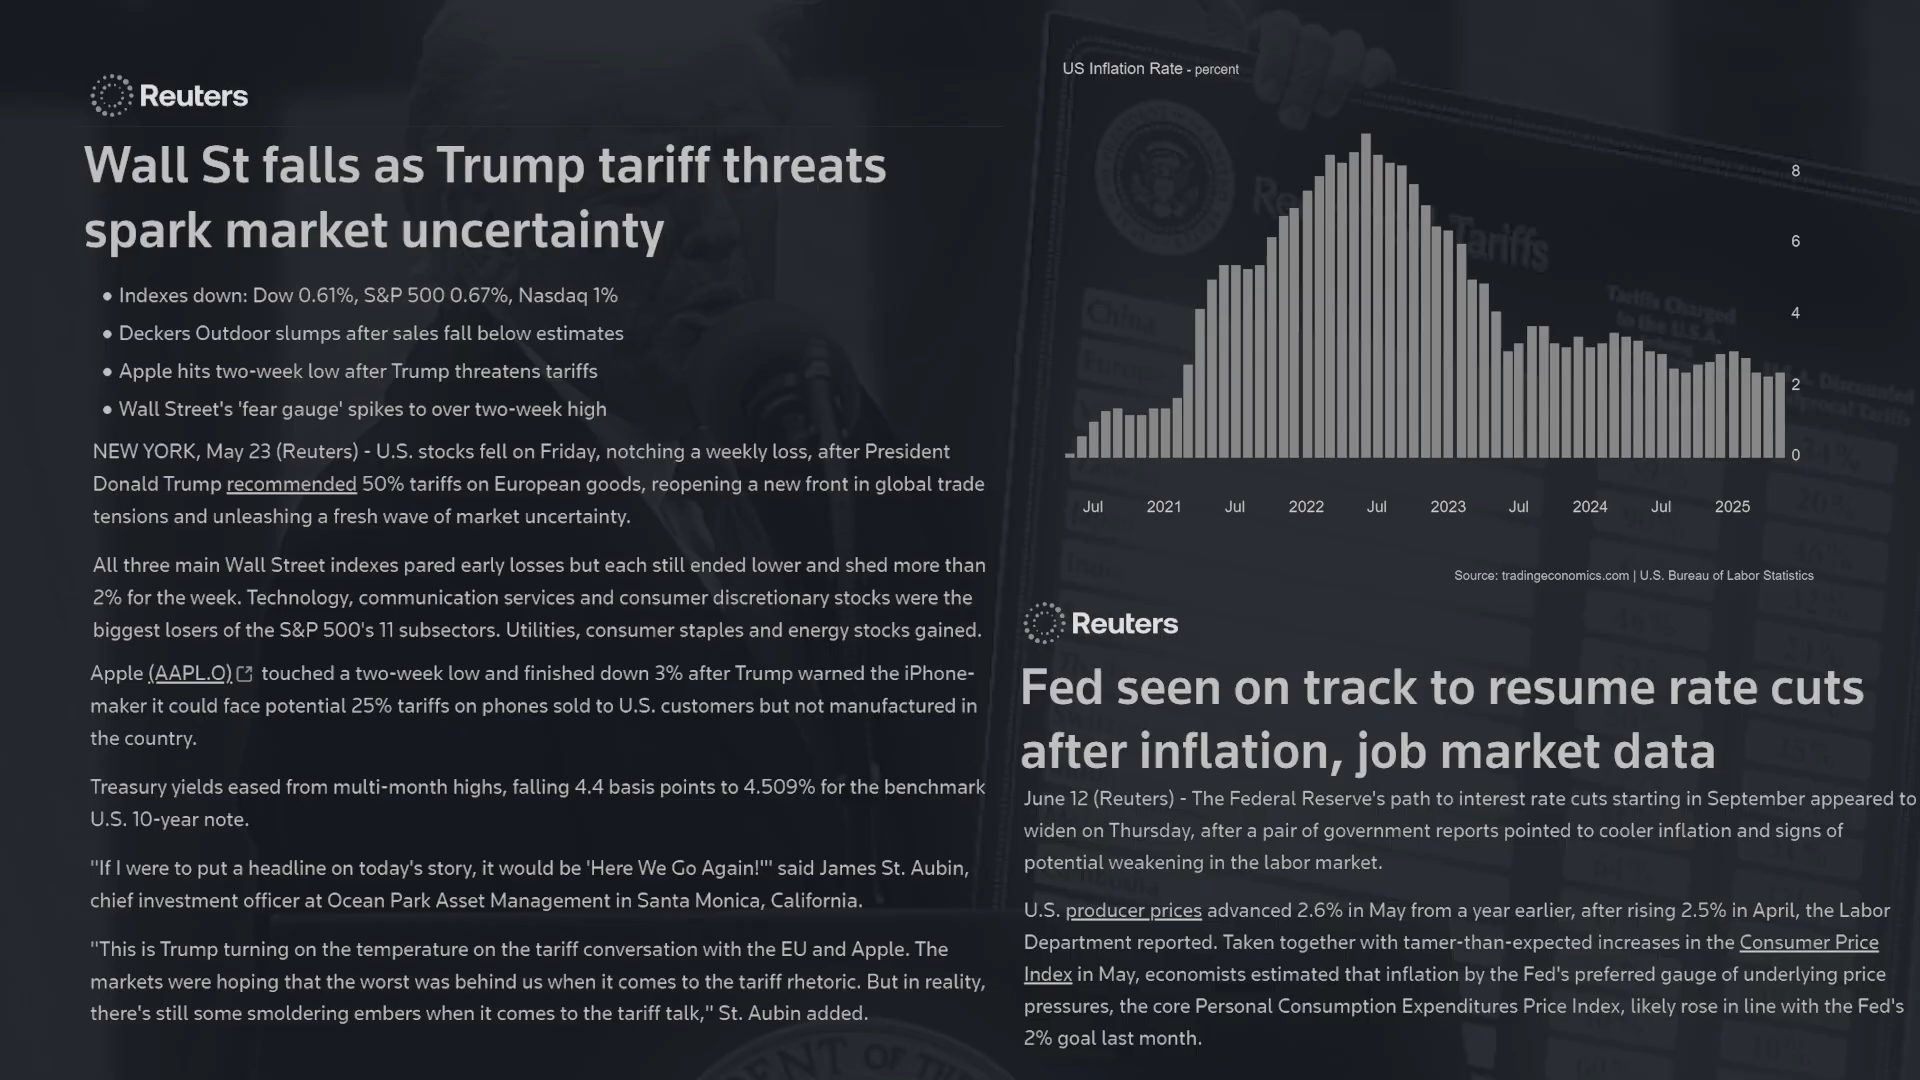 Reuters
Wall St falls as Trump tariff threats
spark market uncertainty
• Indexes down: Dow 0.61%, S&P 500 0.67%, Nasdaq 1%
• Deckers Outdoor slumps after sales fall below estimates
• Apple hits two-week low after Trump threatens tariffs
• Wall Street's 'fear gauge' spikes to over two-week high
NEW YORK, May 23 (Reuters) - U.S. stocks fell on Friday, notching a weekly loss, after President
Donald Trump recommended 50% tariffs on European goods, reopening a new front in global trade
tensions and unleashing a fresh wave of market uncertainty.
All three main Wall Street indexes pared early losses but each still ended lower and shed more than
2% for the week. Technology, communication services and consumer discretionary stocks were the
biggest losers of the S&P 500's 11 subsectors. Utilities, consumer staples and energy stocks gained.
Apple (AAPL.O) touched a two-week low and finished down 3% after Trump warned the iPhone-
maker it could face potential 25% tariffs on phones sold to U.S. customers but not manufactured in
the country.
Treasury yields eased from multi-month highs, falling 4.4 basis points to 4.509% for the benchmark
U.S. 10-year note.
"If I were to put a headline on today's story, it would be 'Here We Go Again!'" said James St. Aubin,
chief investment officer at Ocean Park Asset Management in Santa Monica, California.
"This is Trump turning on the temperature on the tariff conversation with the EU and Apple. The
markets were hoping that the worst was behind us when it comes to the tariff rhetoric. But in reality,
there's still some smoldering embers when it comes to the tariff talk," St. Aubin added.
US Inflation Rate - percent
8
6
4
2
0
Jul 2021 Jul 2022 Jul 2023 Jul 2024 Jul 2025
Source: tradingeconomics.com | U.S. Bureau of Labor Statistics
Tariffs
China
Tariffs Charged
to the U.S.A.
Reuters
Fed seen on track to resume rate cuts
after inflation, job market data
June 12 (Reuters) - The Federal Reserve's path to interest rate cuts starting in September appeared to
widen on Thursday, after a pair of government reports pointed to cooler inflation and signs of
potential weakening in the labor market.
U.S. producer prices advanced 2.6% in May from a year earlier, after rising 2.5% in April, the Labor
Department reported. Taken together with tamer-than-expected increases in the Consumer Price
Index in May, economists estimated that inflation by the Fed's preferred gauge of underlying price
pressures, the core Personal Consumption Expenditures Price Index, likely rose in line with the Fed's
2% goal last month.